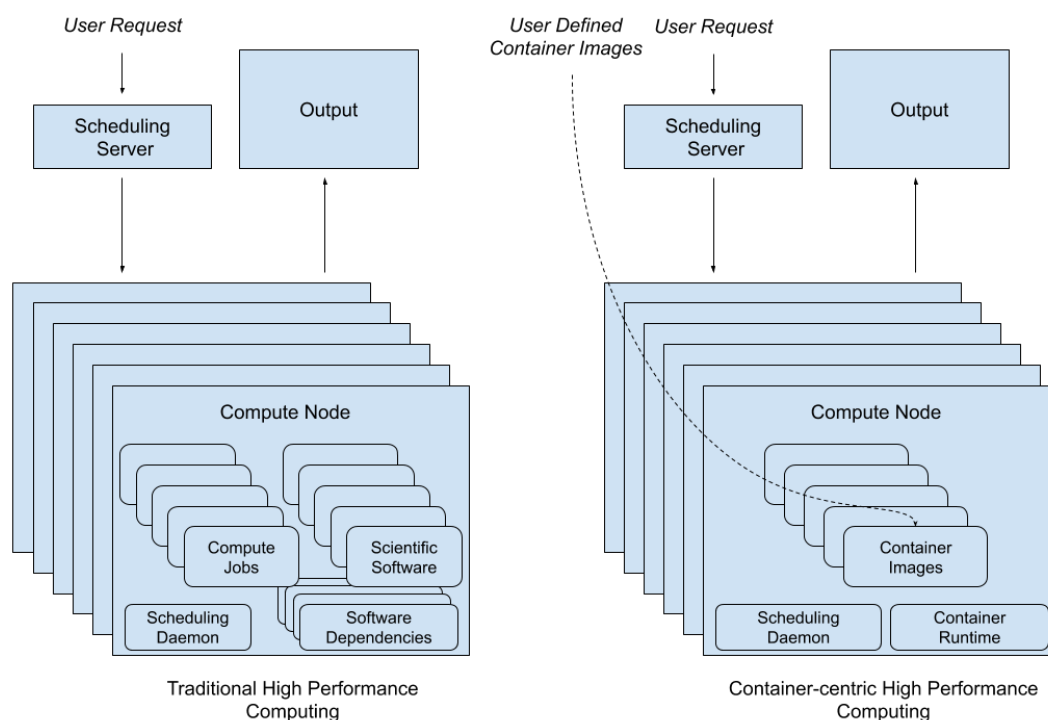 User Request
Scheduling
Server
Output
Compute Node
Compute
Jobs
Scientific
Software
Scheduling
Daemon
Software
Dependencies
Traditional High Performance
Computing
User Defined
Container Images
User Request
Scheduling
Server
Output
Compute Node
Container
Images
Scheduling
Daemon
Container
Runtime
Container-centric High Performance
Computing